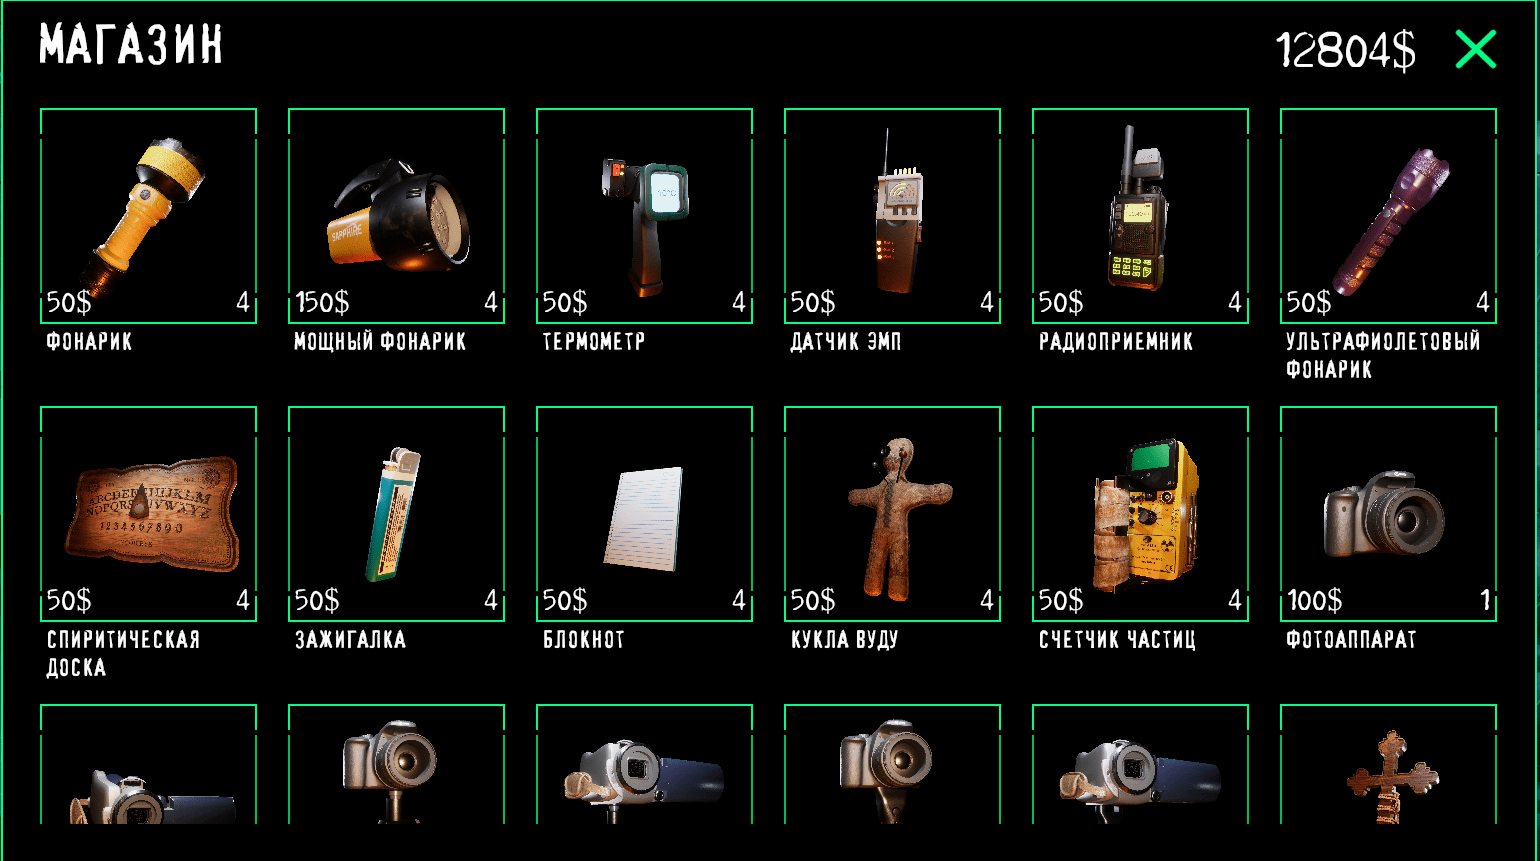 МАГАЗИН
12804$
SAPPHIRE
50$ 4
150$ 4
50$ 4
50$ 4
50$ 4
50$ 4
ФОНАРИК
МОЩНЫЙ ФОНАРИК
ТЕРМОМЕТР
ДАТЧИК ЭМП
РАДИОПРИЕМНИК
УЛЬТРАФИОЛЕТОВЫЙ
ФОНАРИК
50$ 4
50$ 4
50$ 4
50$ 4
50$ 4
100$ 1
СПИРИТИЧЕСКАЯ
ДОСКА
ЗАЖИГАЛКА
БЛОКНОТ
КУКЛА ВУДУ
СЧЕТЧИК ЧАСТИЦ
ФОТОАППАРАТ